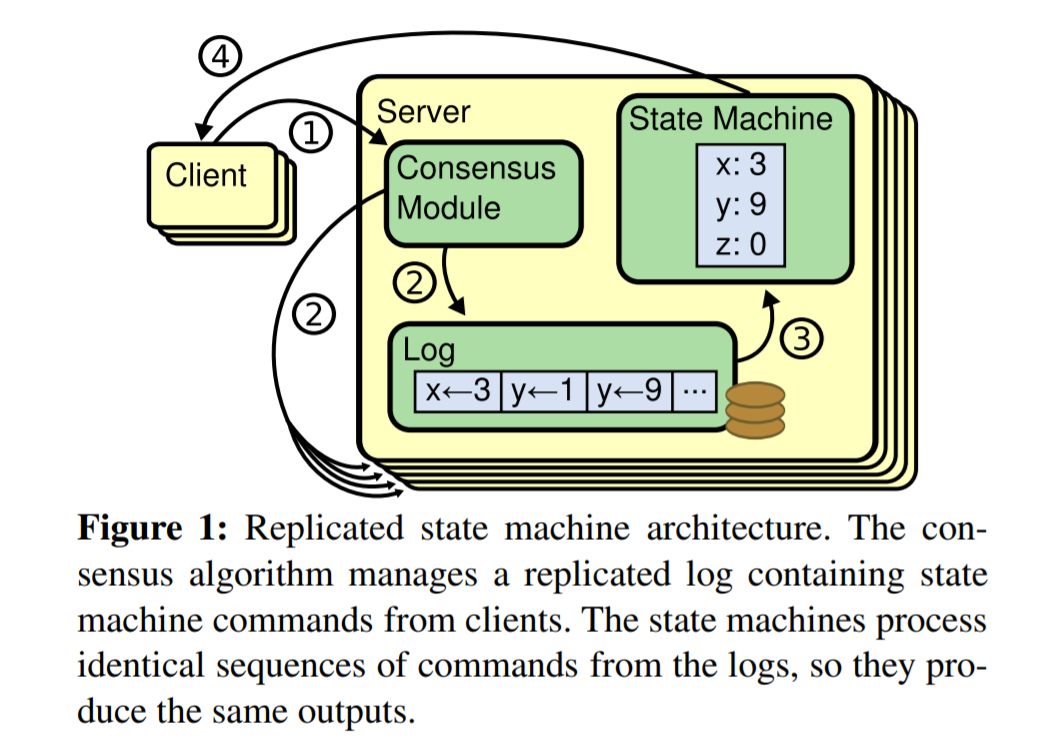 ④
①
Server
State Machine
Client
Consensus
Module
x: 3
y: 9
z: 0
②
②
③
Log
x←3 y←1 y←9 ...
Figure 1: Replicated state machine architecture. The con-
sensus algorithm manages a replicated log containing state
machine commands from clients. The state machines process
identical sequences of commands from the logs, so they pro-
duce the same outputs.